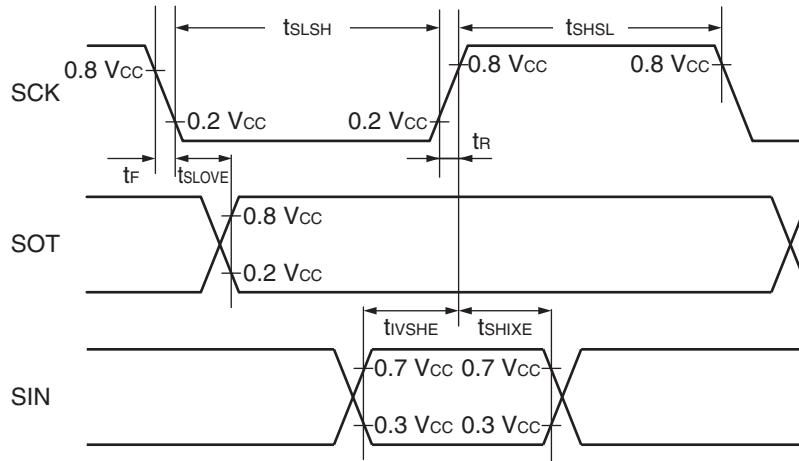 tSLSH tSHSL
SCK 0.8 VCC 0.8 VCC 0.8 VCC
0.2 VCC 0.2 VCC
tF tSLOVE tR
SOT 0.8 VCC
0.2 VCC
tIVSHE tSHIXE
SIN 0.7 VCC 0.7 VCC
0.3 VCC 0.3 VCC